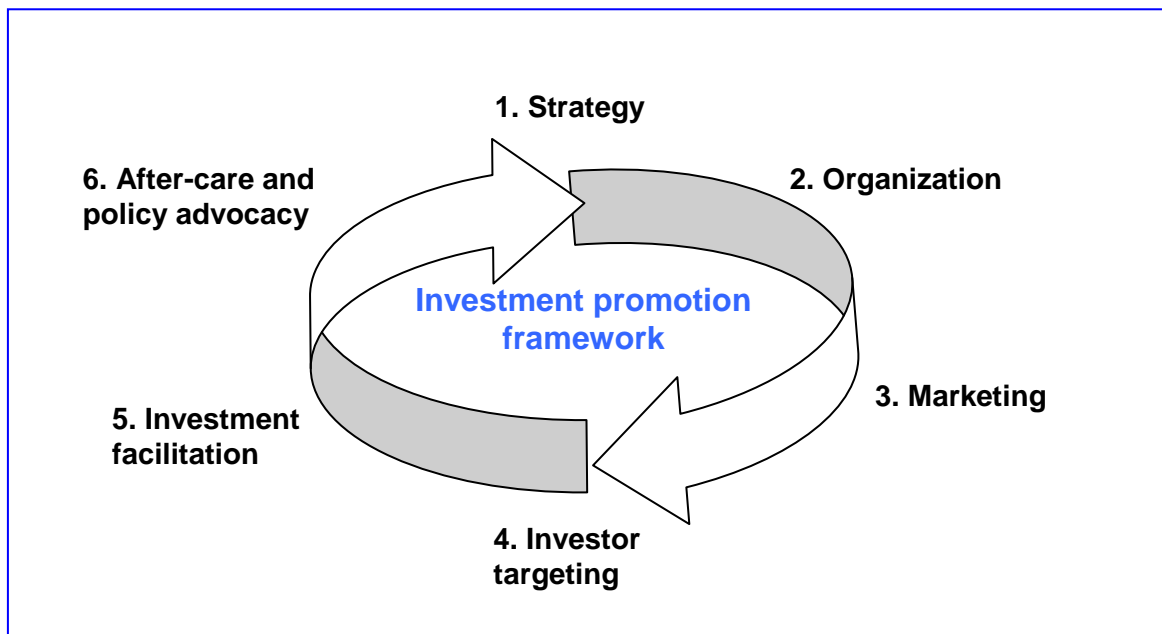 1. Strategy
2. Organization
3. Marketing
4. Investor
targeting
5. Investment
facilitation
6. After-care and
policy advocacy
Investment promotion
framework